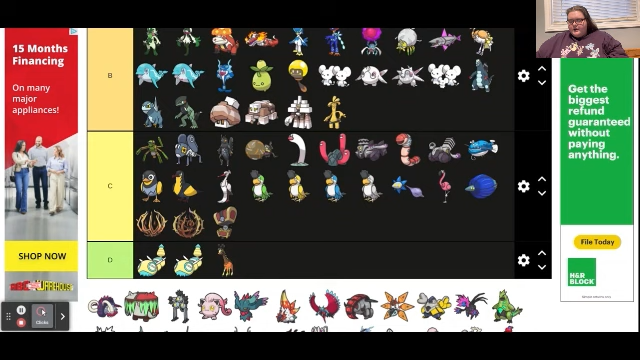 15 Months
Financing
On many
major
appliances!
SHOP NOW
B
C
D
Get the
biggest
refund
guaranteed
without
paying
anything.
File Today
H&R
BLOCK